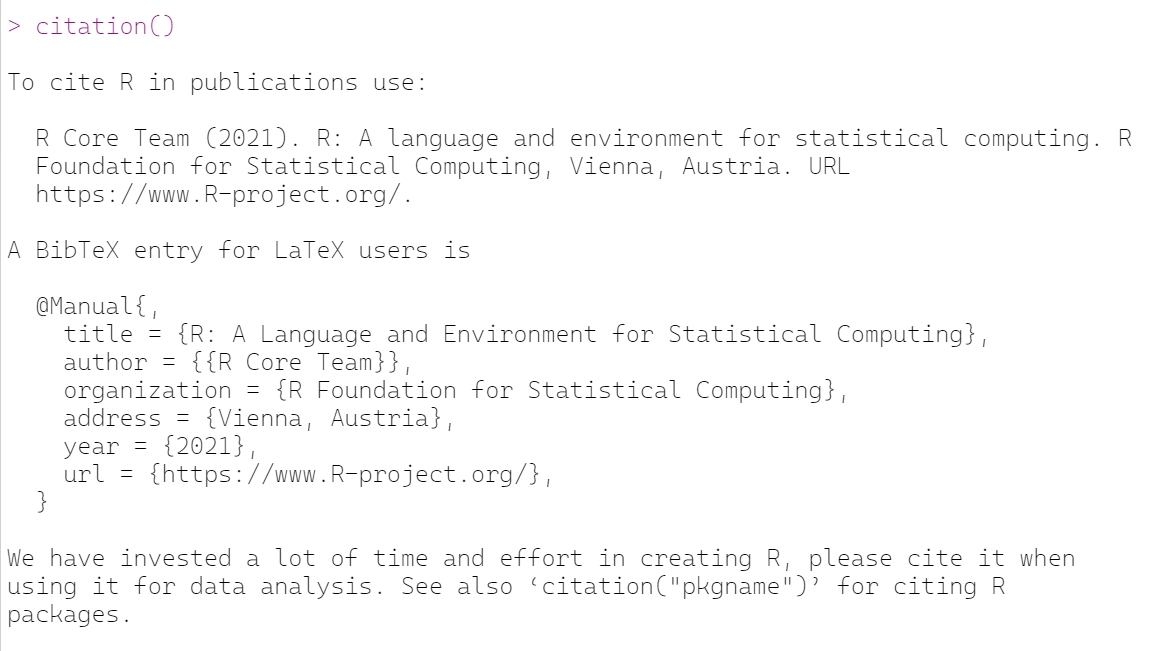 > citation()
To cite R in publications use:
R Core Team (2021). R: A language and environment for statistical computing. R
Foundation for Statistical Computing, Vienna, Austria. URL
https://www.R-project.org/.
A BibTeX entry for LaTeX users is
@Manual{,
title = {R: A Language and Environment for Statistical Computing},
author = {{R Core Team}},
organization = {R Foundation for Statistical Computing},
address = {Vienna, Austria},
year = {2021},
url = {https://www.R-project.org/},
}
We have invested a lot of time and effort in creating R, please cite it when
using it for data analysis. See also ‘citation("pkgname")’ for citing R
packages.